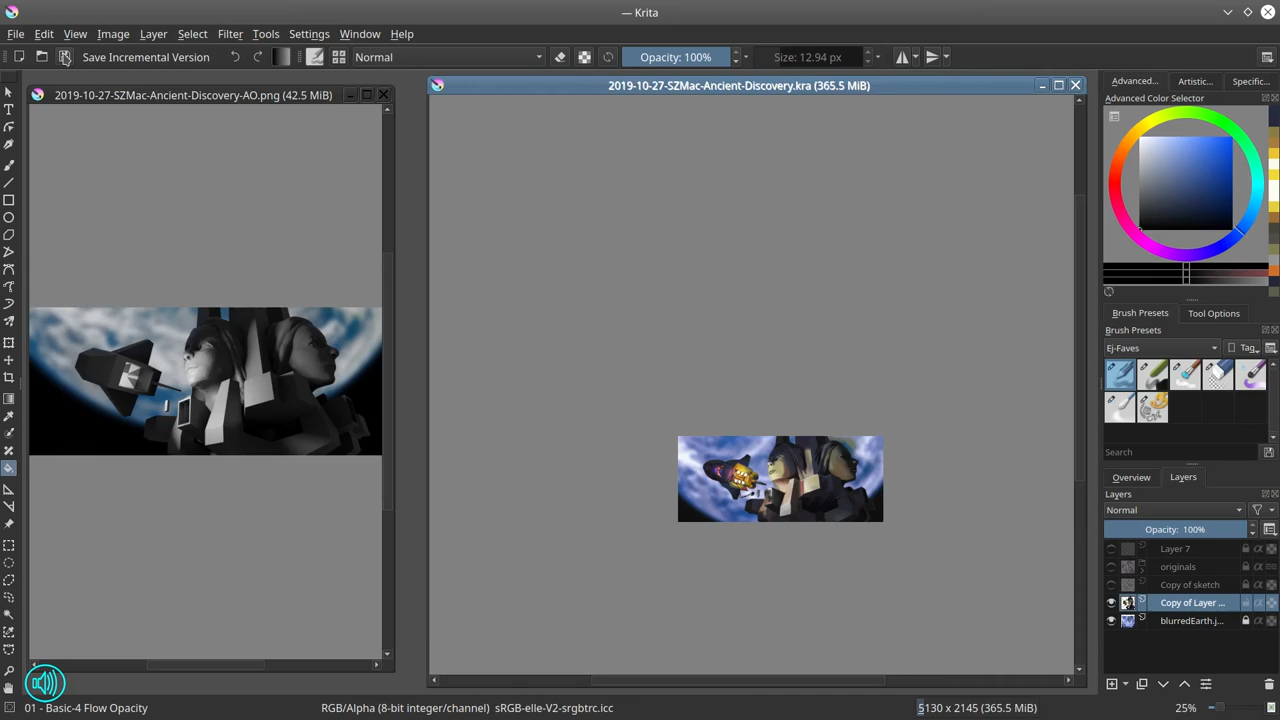 — Krita
File Edit View Image Layer Select Filter Tools Settings Window Help
Save Incremental Version Normal Opacity: 100% Size: 12.94 px
2019-10-27-SZMac-Ancient-Discovery-AO.png (42.5 MiB)
2019-10-27-SZMac-Ancient-Discovery.kra (365.5 MiB)
Advanced... Artistic... Specific...
Advanced Color Selector
Brush Presets Tool Options
Brush Presets
Ej-Faves Tag
Search
Overview Layers
Layers
Normal
Opacity: 100%
Layer 7
originals
Copy of sketch
Copy of Layer ...
blurredEarth.j...
01 - Basic-4 Flow Opacity RGB/Alpha (8-bit integer/channel) sRGB-elle-V2-srgbtrc.icc 5130 x 2145 (365.5 MiB) 25%